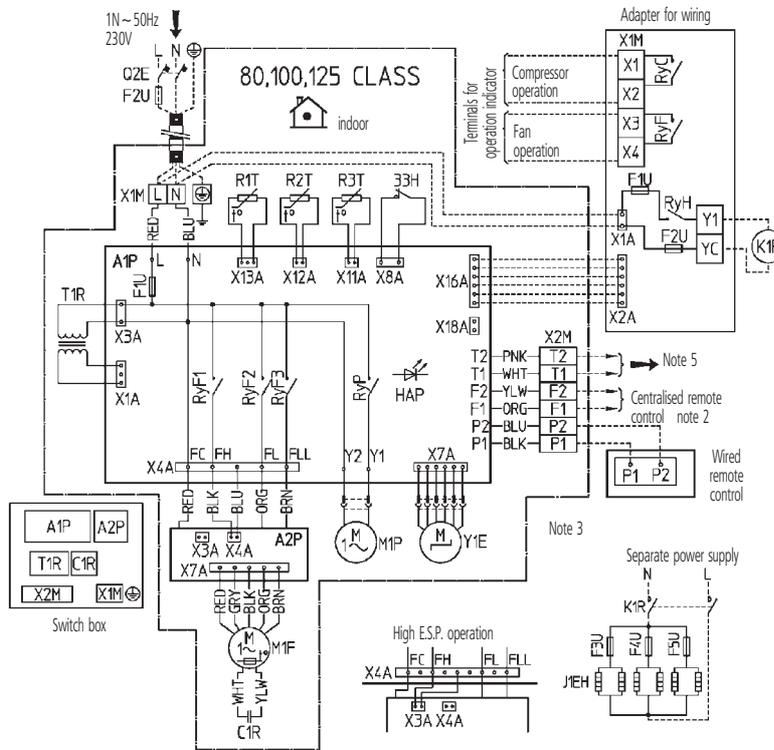 1N~50Hz
230V
L N
Q2E
F2U
80,100,125 CLASS
indoor
Adapter for wiring
X1M
X1
X2
X3
X4
RyC
RyF
Terminals for
operation indicator
Compressor
operation
Fan
operation
X1M L N
RED
BLU
R1T
R2T
R3T
33H
X13A
X12A
X11A
X8A
F1U
RyH
Y1
X1A
F2U
YC
X2A
A1P
L
N
F1U
T1R
X3A
X1A
X16A
X18A
RyF1
RyF2
RyF3
RyP
HAP
X2M
T2 PNK T2
T1 WHT T1
F2 YLW F2
F1 ORG F1
P2 BLU P2
P1 BLK P1
Note 5
Centralised remote
control note 2
P1 P2
Wired
remote
control
X4A
FC FH FL FLL
Y2 Y1
X7A
RED
BLK
BLU
ORG
BRN
X3A X4A
A2P
X7A
M
1~
M1P
M
Y1E
Note 3
RED
GRY
BLK
ORG
BRN
M
1~
M1F
WHT
YLW
C1R
A1P
A2P
T1R
C1R
X2M
X1M
Switch box
High E.S.P. operation
X4A
FC FH FL FLL
X3A X4A
Separate power supply
N L
K1R
F3U
F4U
F5U
J1EH